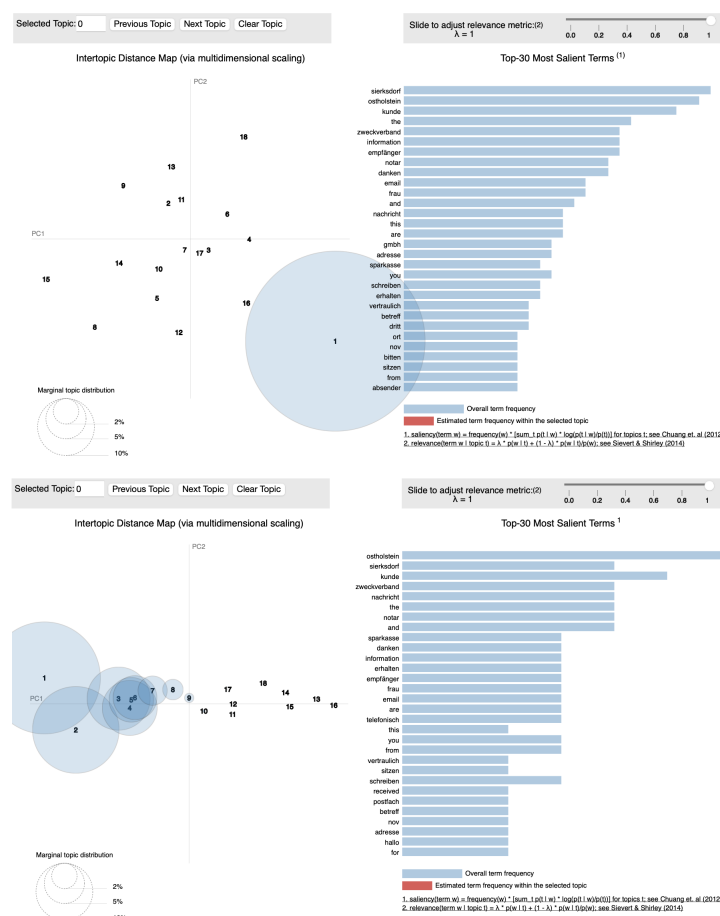 Selected Topic: 0 Previous Topic Next Topic Clear Topic
Slide to adjust relevance metric:(2)
λ = 1
0.0 0.2 0.4 0.6 0.8 1
Intertopic Distance Map (via multidimensional scaling)
PC2
PC1
18
13
9
2
11
6
4
7
17
3
14
10
15
5
16
8
12
1
Marginal topic distribution
2%
5%
10%
Top-30 Most Salient Terms (1)
sierksdorf
ostholstein
kunde
the
zweckverband
information
empfänger
notar
danken
email
frau
and
nachricht
this
are
gmbh
adresse
sparkasse
you
schreiben
erhalten
vertraulich
betreff
dritt
ort
nov
bitten
sitzen
from
absender
Overall term frequency
Estimated term frequency within the selected topic
1. saliency(term w) = frequency(w) * [sum_t p(t | w) * log(p(t | w)/p(t))] for topics t; see Chuang et. al (2012
2. relevance(term w | topic t) = λ * p(w | t) + (1 - λ) * p(w | t)/p(w); see Sievert & Shirley (2014)
Selected Topic: 0 Previous Topic Next Topic Clear Topic
Slide to adjust relevance metric:(2)
λ = 1
0.0 0.2 0.4 0.6 0.8 1
Intertopic Distance Map (via multidimensional scaling)
PC2
PC1
1
2
3
4
5
6
7
8
9
10
11
12
17
18
14
15
13
16
Marginal topic distribution
2%
5%
Top-30 Most Salient Terms 1
ostholstein
sierksdorf
kunde
zweckverband
nachricht
the
notar
and
sparkasse
danken
information
erhalten
empfänger
frau
email
are
telefonisch
this
you
from
vertraulich
sitzen
schreiben
received
postfach
betreff
nov
adresse
hallo
for
Overall term frequency
Estimated term frequency within the selected topic
1. saliency(term w) = frequency(w) * [sum_t p(t | w) * log(p(t | w)/p(t))] for topics t; see Chuang et. al (2012
2. relevance(term w | topic t) = λ * p(w | t) + (1 - λ) * p(w | t)/p(w); see Sievert & Shirley (2014)